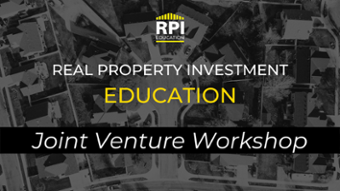 RPI
EDUCATION
REAL PROPERTY INVESTMENT
EDUCATION
Joint Venture Workshop